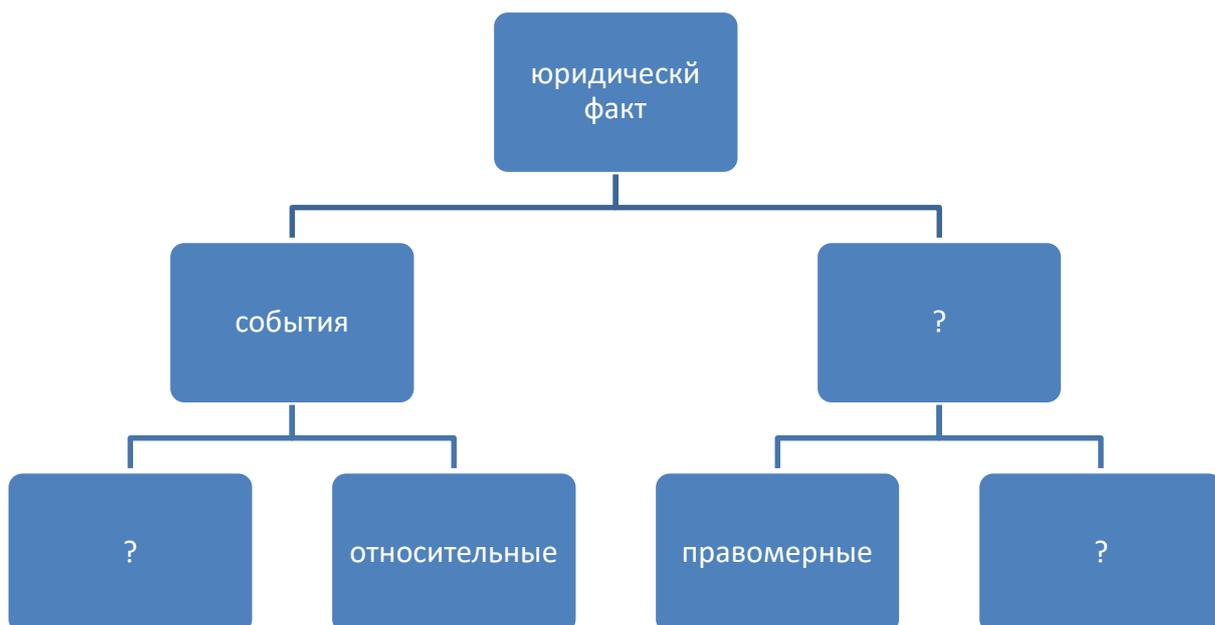 юридическй
факт
события
?
?
относительные
правомерные
?